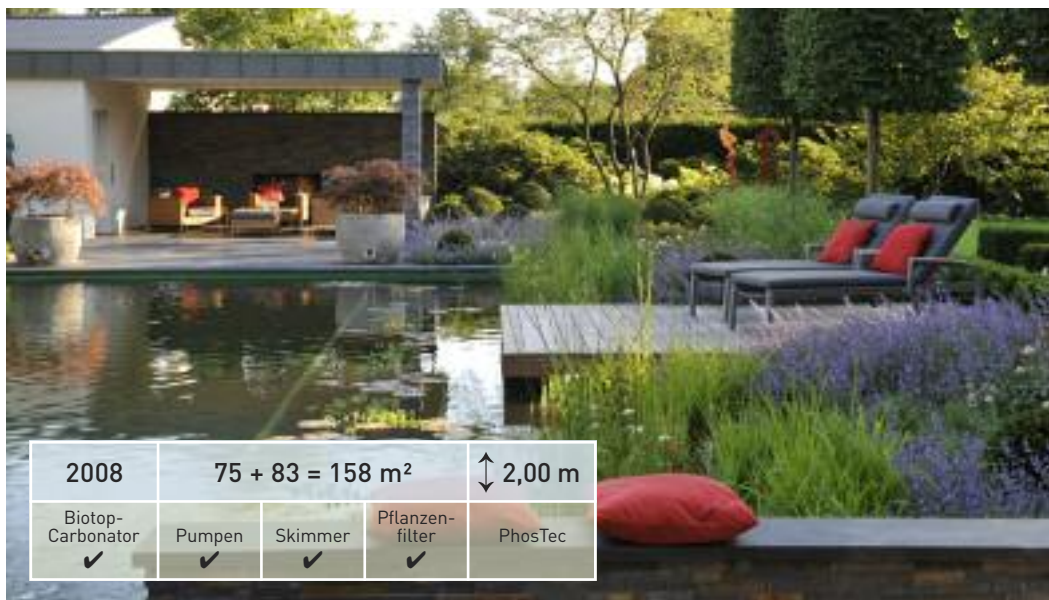 2008 75 + 83 = 158 m² ↕ 2,00 m
Biotop-
Carbonator
✔
Pumpen
✔
Skimmer
✔
Pflanzen-
filter
✔
PhosTec